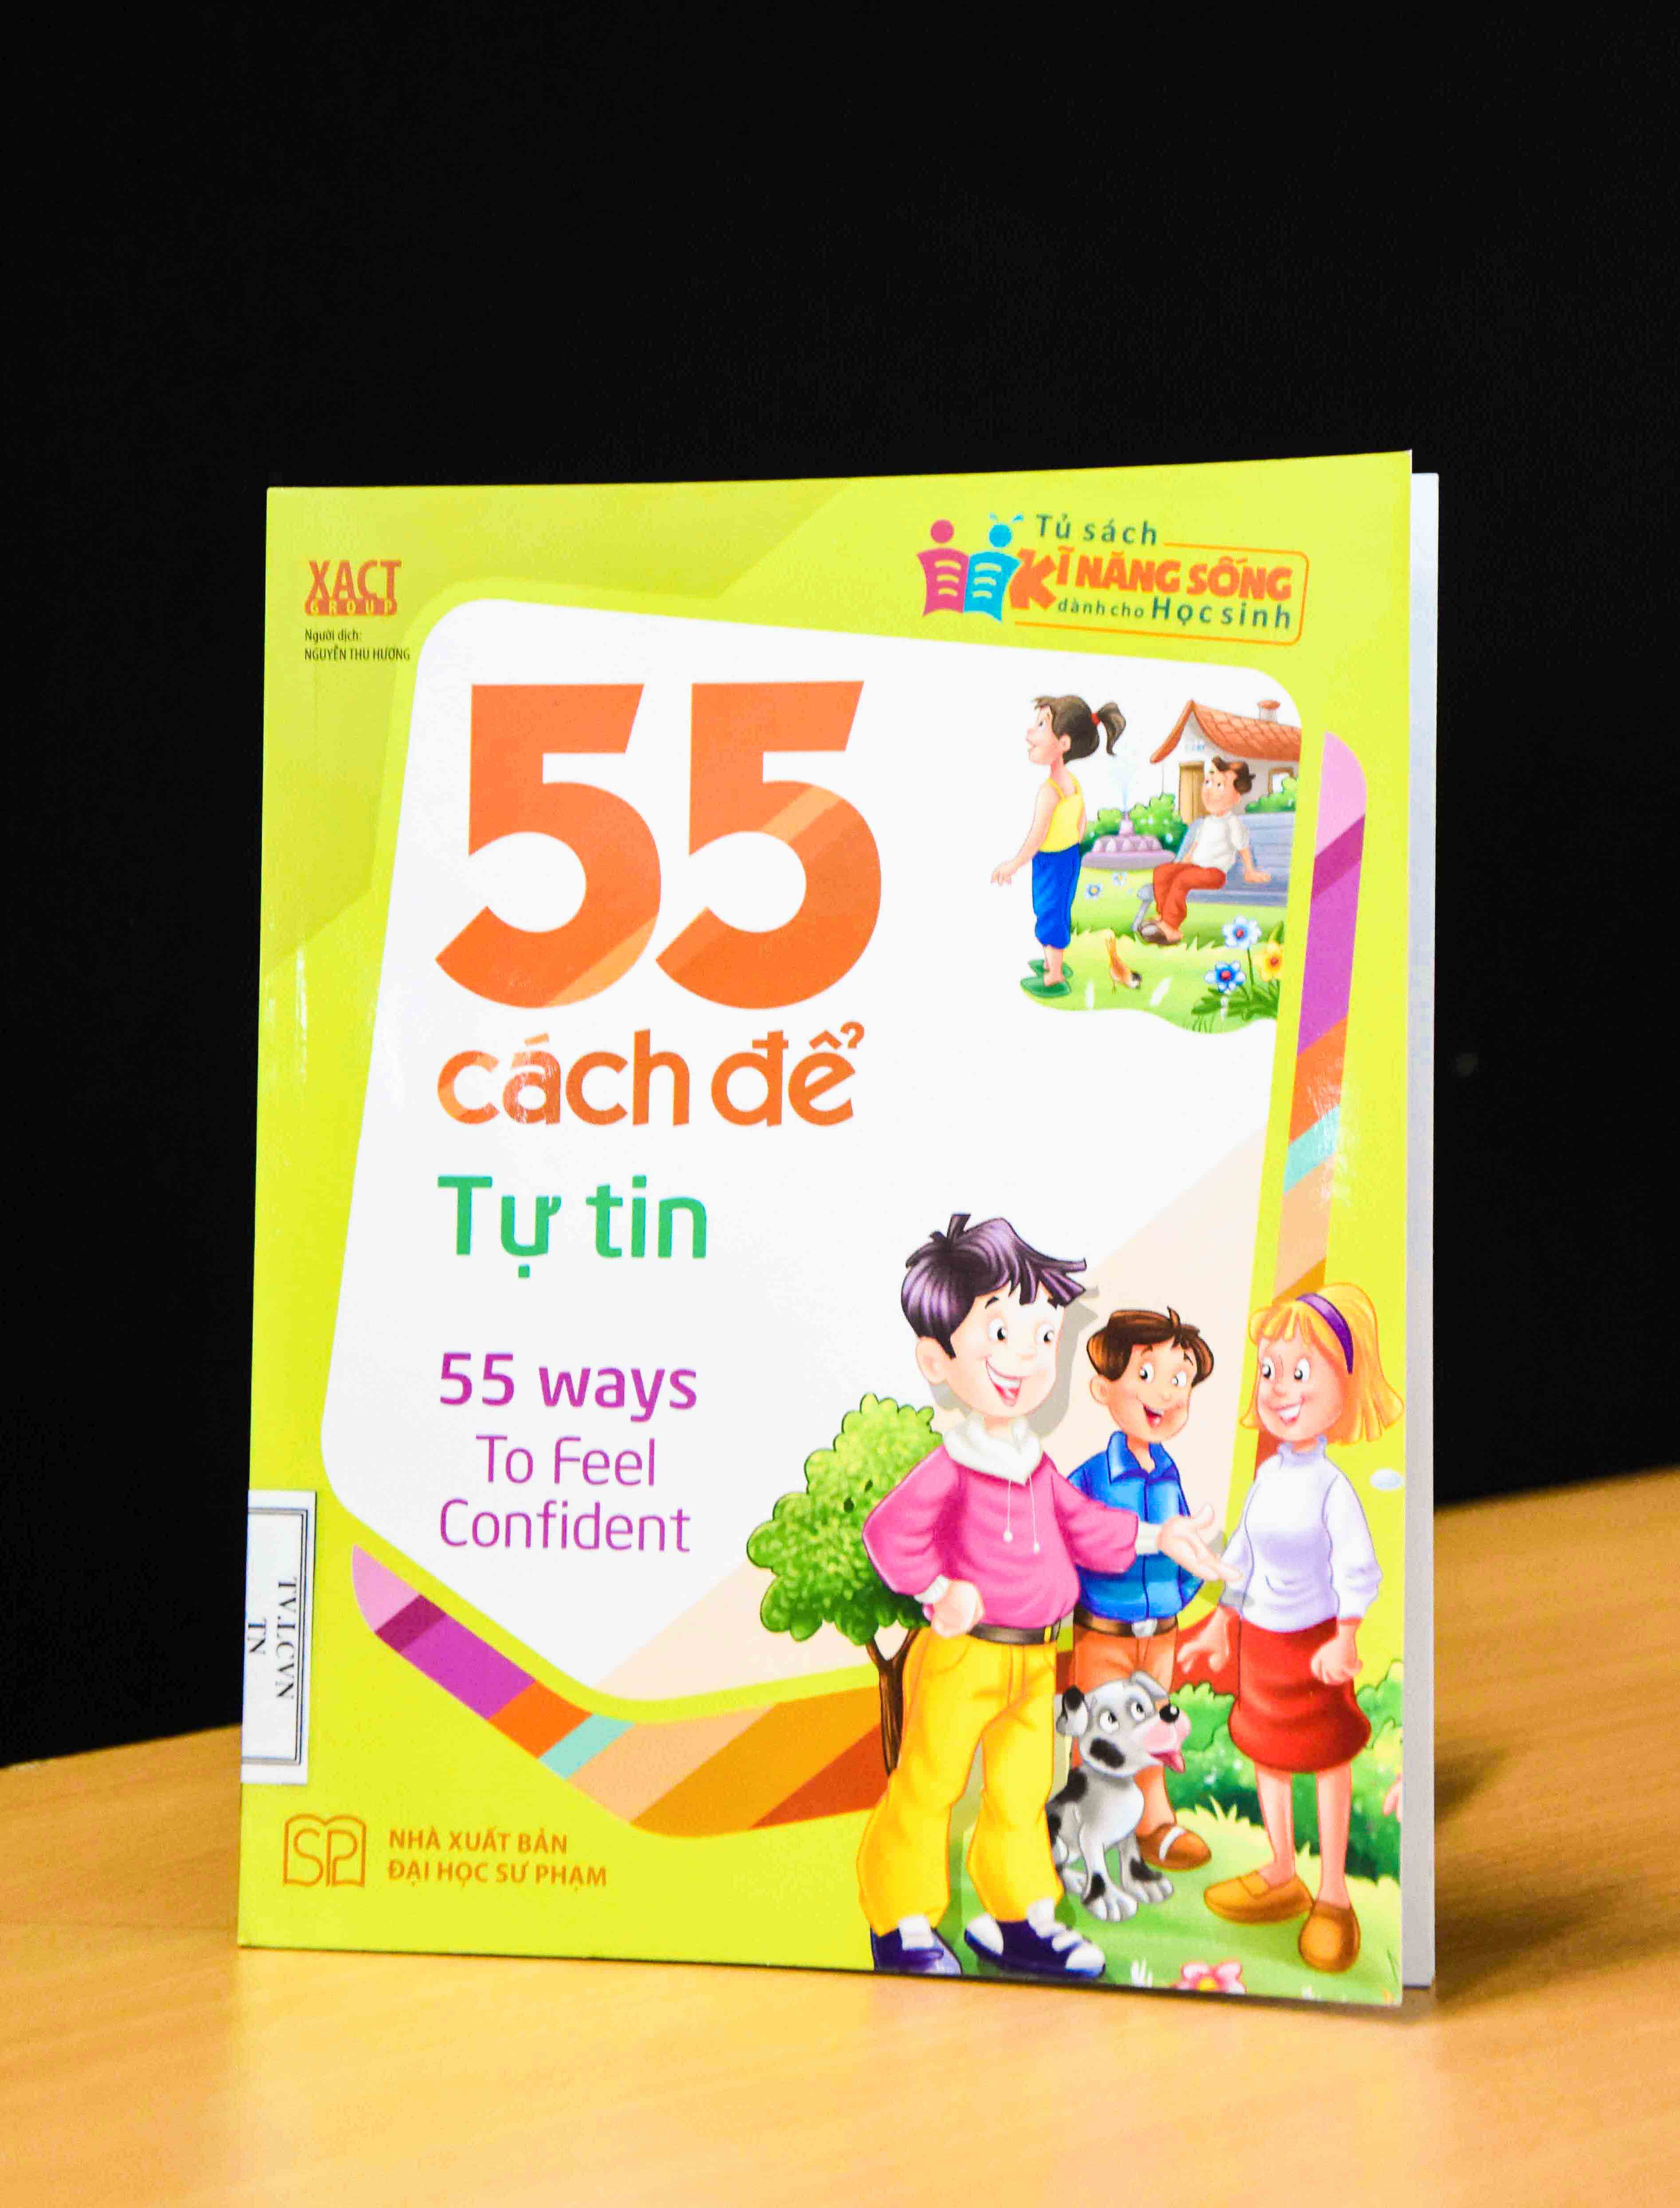 XACT
GROUP
Người dịch:
NGUYỄN THU HƯƠNG
Tủ sách
KĨ NĂNG SỐNG
dành cho Học sinh
55
cách để
Tự tin
55 ways
To Feel
Confident
TV.LCVN
TN
SP
NHÀ XUẤT BẢN
ĐẠI HỌC SƯ PHẠM